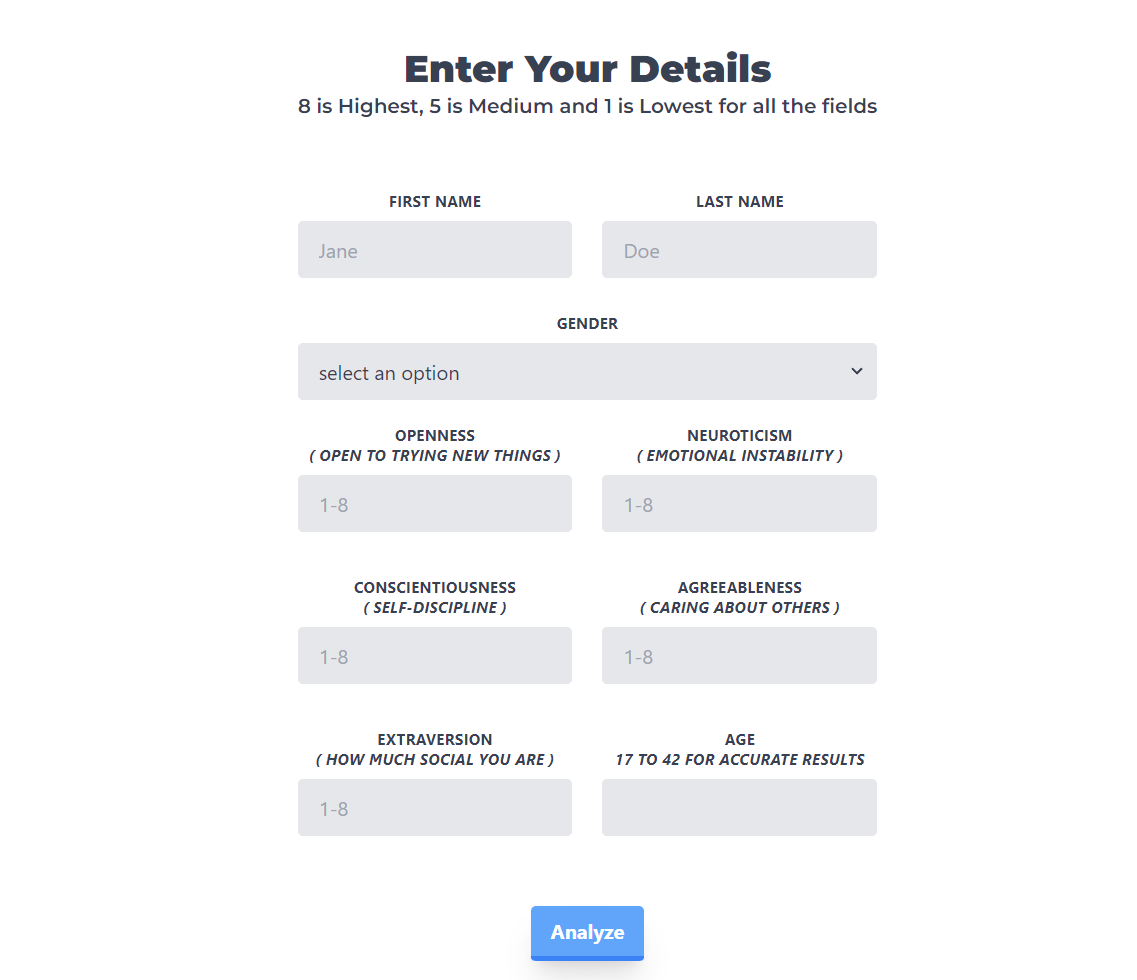 Enter Your Details
8 is Highest, 5 is Medium and 1 is Lowest for all the fields
FIRST NAME
LAST NAME
Jane
Doe
GENDER
select an option
OPENNESS
( OPEN TO TRYING NEW THINGS )
NEUROTICISM
( EMOTIONAL INSTABILITY )
1-8
1-8
CONSCIENTIOUSNESS
( SELF-DISCIPLINE )
AGREEABLENESS
( CARING ABOUT OTHERS )
1-8
1-8
EXTRAVERSION
( HOW MUCH SOCIAL YOU ARE )
AGE
17 TO 42 FOR ACCURATE RESULTS
1-8
Analyze